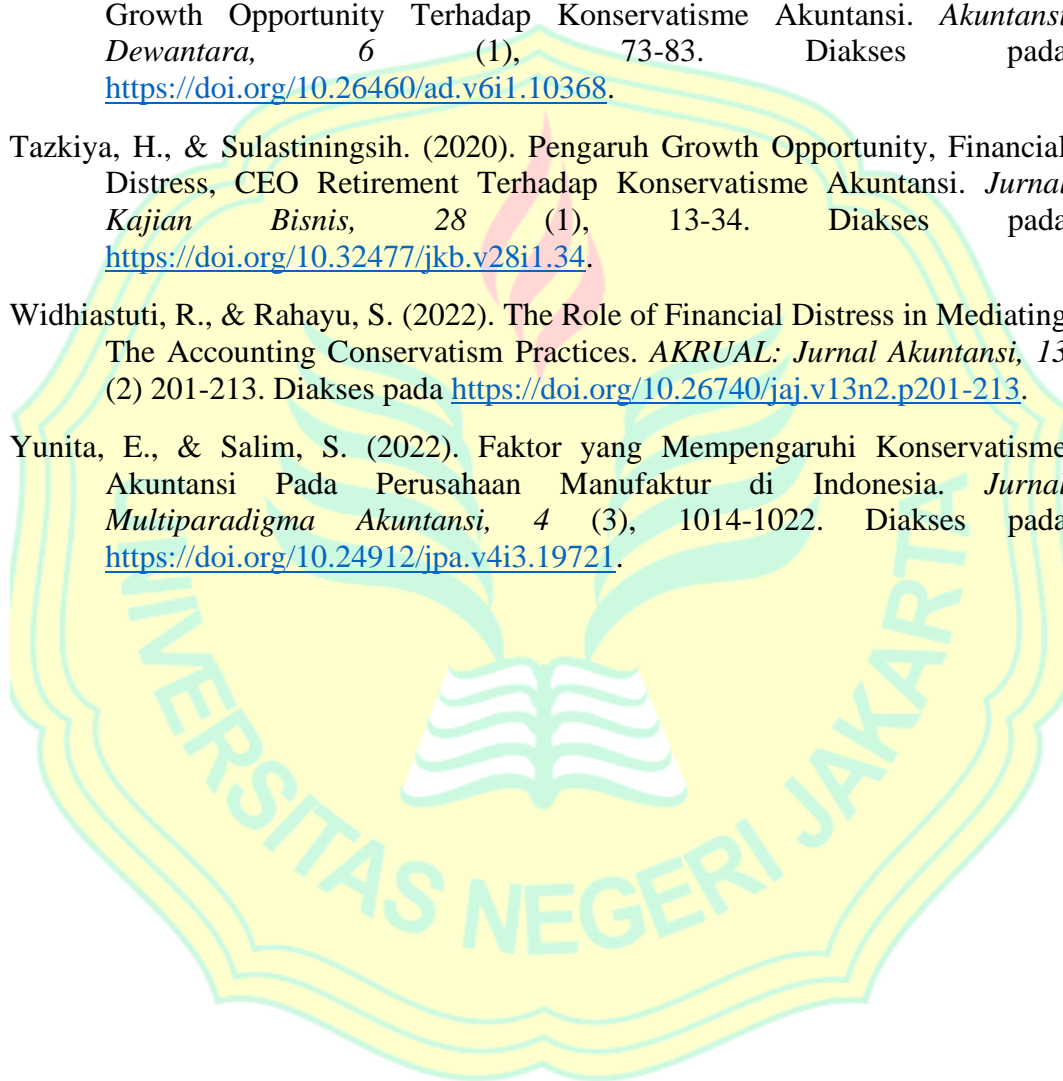 Growth Opportunity Terhadap Konservatisme Akuntansi. Akuntansi
Dewantara, 6 (1), 73-83. Diakses pada
https://doi.org/10.26460/ad.v6i1.10368.
Tazkiya, H., & Sulastiningsih. (2020). Pengaruh Growth Opportunity, Financial
Distress, CEO Retirement Terhadap Konservatisme Akuntansi. Jurnal
Kajian Bisnis, 28 (1), 13-34. Diakses pada
https://doi.org/10.32477/jkb.v28i1.34.
Widhiastuti, R., & Rahayu, S. (2022). The Role of Financial Distress in Mediating
The Accounting Conservatism Practices. AKRUAL: Jurnal Akuntansi, 13
(2) 201-213. Diakses pada https://doi.org/10.26740/jaj.v13n2.p201-213.
Yunita, E., & Salim, S. (2022). Faktor yang Mempengaruhi Konservatisme
Akuntansi Pada Perusahaan Manufaktur di Indonesia. Jurnal
Multiparadigma Akuntansi, 4 (3), 1014-1022. Diakses pada
https://doi.org/10.24912/jpa.v4i3.19721.
UNIVERSITAS NEGERI JAKARTA